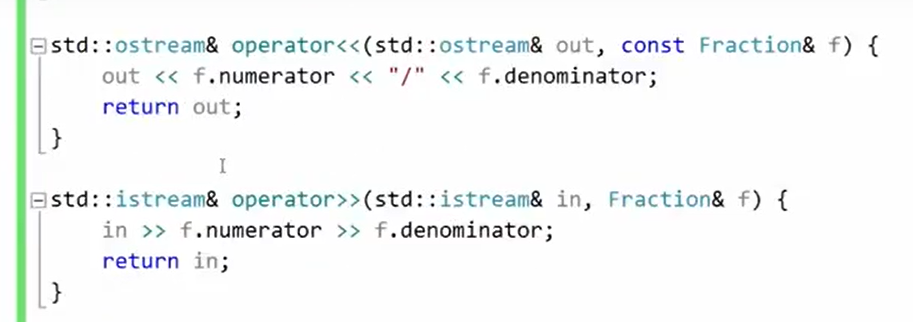 std::ostream& operator<<(std::ostream& out, const Fraction& f) {
out << f.numerator << "/" << f.denominator;
return out;
}
std::istream& operator>>(std::istream& in, Fraction& f) {
in >> f.numerator >> f.denominator;
return in;
}